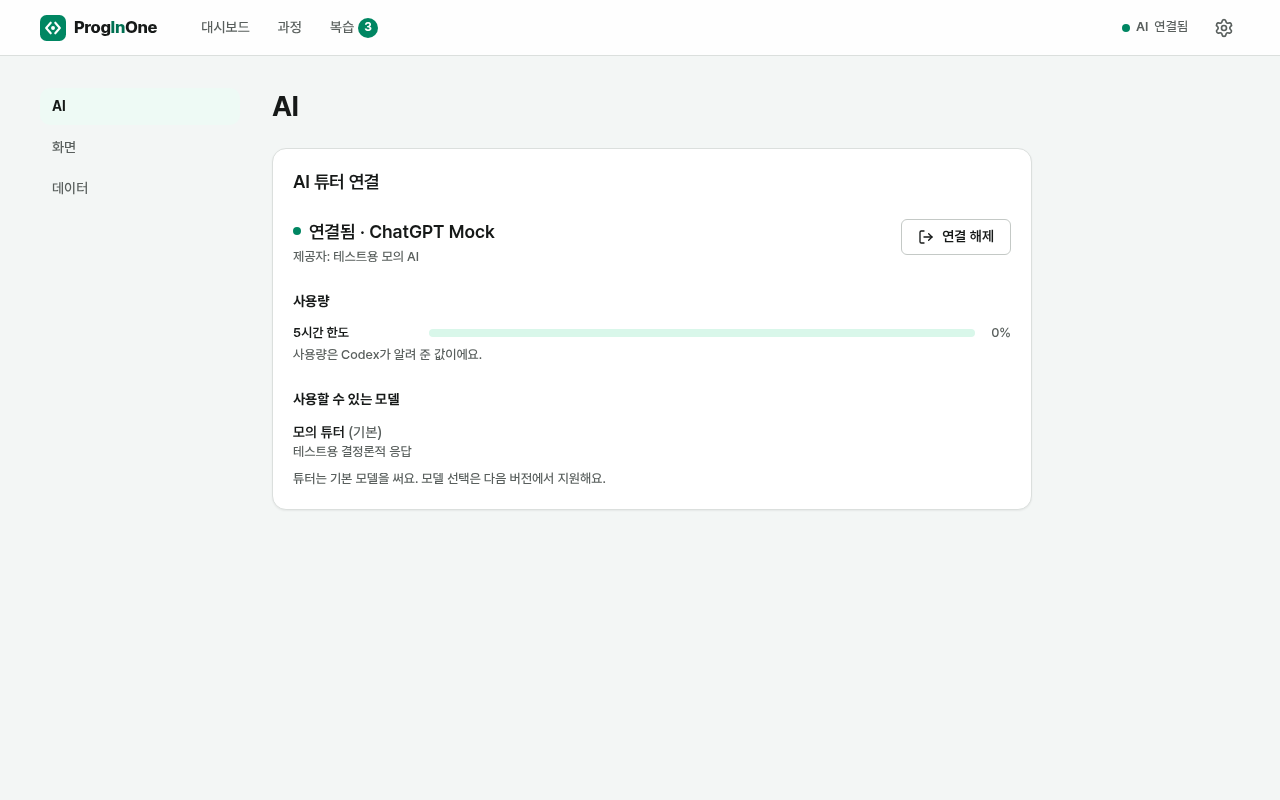 ProgInOne
대시보드
과정
복습 3
AI 연결됨
AI
화면
데이터
AI
AI 튜터 연결
연결됨 · ChatGPT Mock
연결 해제
제공자: 테스트용 모의 AI
사용량
5시간 한도
0%
사용량은 Codex가 알려 준 값이에요.
사용할 수 있는 모델
모의 튜터 (기본)
테스트용 결정론적 응답
튜터는 기본 모델을 써요. 모델 선택은 다음 버전에서 지원해요.